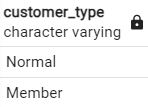 customer_type
character varying
Normal
Member